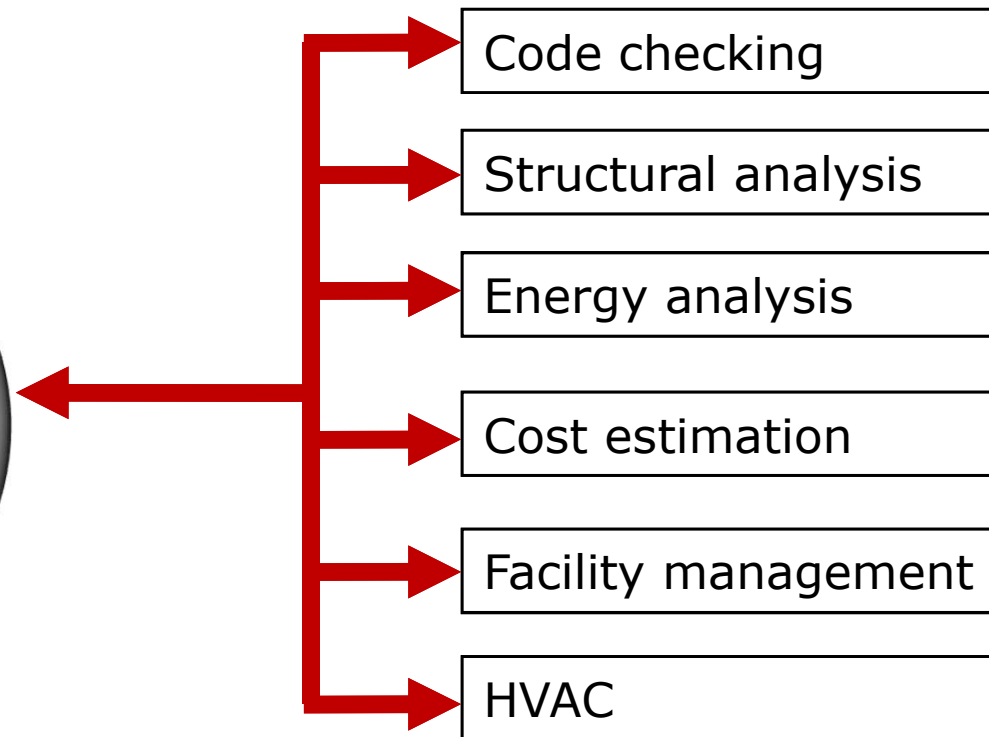 Code checking
Structural analysis
Energy analysis
Cost estimation
Facility management
HVAC